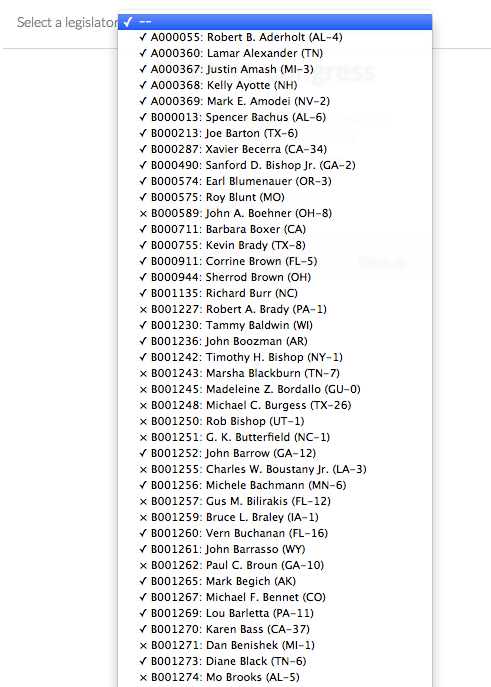 Select a legislator
✓ --
✓ A000055: Robert B. Aderholt (AL-4)
✓ A000360: Lamar Alexander (TN)
✓ A000367: Justin Amash (MI-3)
✓ A000368: Kelly Ayotte (NH)
✓ A000369: Mark E. Amodei (NV-2)
✓ B000013: Spencer Bachus (AL-6)
✓ B000213: Joe Barton (TX-6)
✓ B000287: Xavier Becerra (CA-34)
✓ B000490: Sanford D. Bishop Jr. (GA-2)
✓ B000574: Earl Blumenauer (OR-3)
✓ B000575: Roy Blunt (MO)
× B000589: John A. Boehner (OH-8)
✓ B000711: Barbara Boxer (CA)
✓ B000755: Kevin Brady (TX-8)
✓ B000911: Corrine Brown (FL-5)
✓ B000944: Sherrod Brown (OH)
✓ B001135: Richard Burr (NC)
× B001227: Robert A. Brady (PA-1)
✓ B001230: Tammy Baldwin (WI)
✓ B001236: John Boozman (AR)
✓ B001242: Timothy H. Bishop (NY-1)
× B001243: Marsha Blackburn (TN-7)
× B001245: Madeleine Z. Bordallo (GU-0)
× B001248: Michael C. Burgess (TX-26)
× B001250: Rob Bishop (UT-1)
× B001251: G. K. Butterfield (NC-1)
✓ B001252: John Barrow (GA-12)
× B001255: Charles W. Boustany Jr. (LA-3)
✓ B001256: Michele Bachmann (MN-6)
× B001257: Gus M. Bilirakis (FL-12)
× B001259: Bruce L. Braley (IA-1)
✓ B001260: Vern Buchanan (FL-16)
✓ B001261: John Barrasso (WY)
× B001262: Paul C. Broun (GA-10)
✓ B001265: Mark Begich (AK)
✓ B001267: Michael F. Bennet (CO)
✓ B001269: Lou Barletta (PA-11)
✓ B001270: Karen Bass (CA-37)
× B001271: Dan Benishek (MI-1)
✓ B001273: Diane Black (TN-6)
× B001274: Mo Brooks (AL-5)